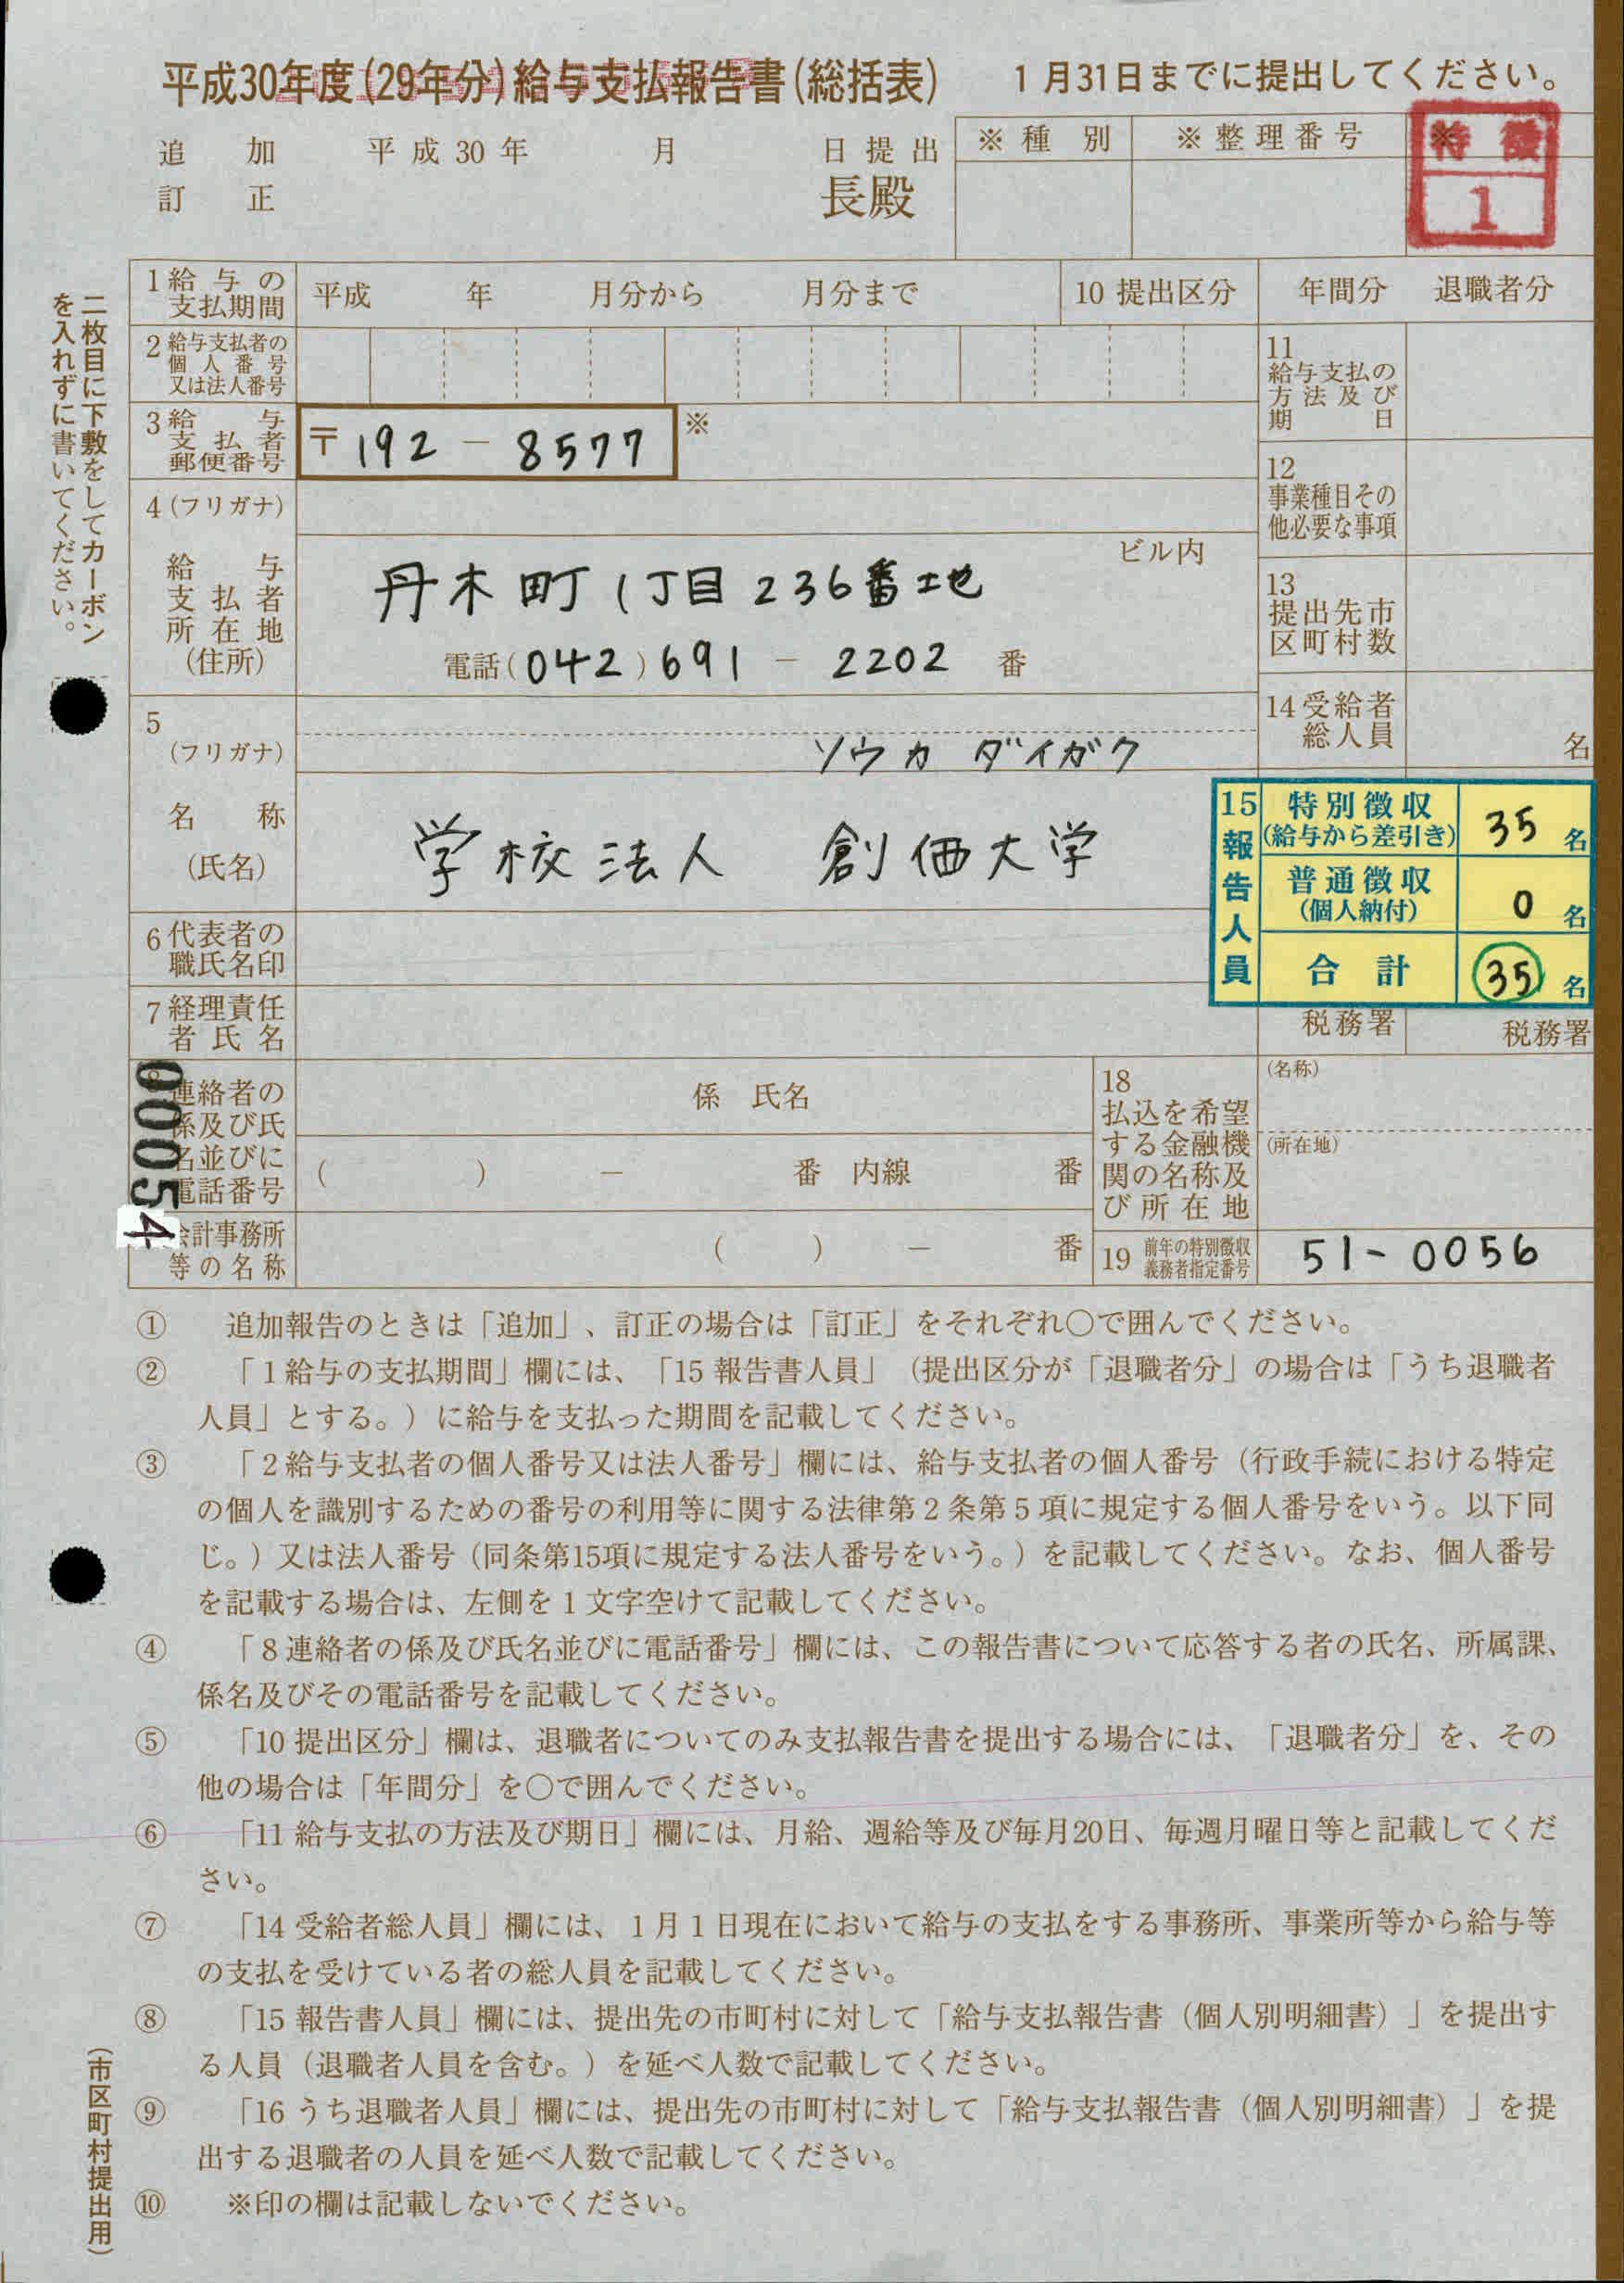 平成30年度(29年分)給与支払報告書(総括表) 1月31日までに提出してください。
追加 平成30年 月 日提出
訂正 長殿
※種別 ※整理番号 ※
特徴
1
二枚目に下敷をしてカーボン
を入れずに書いてください。
1 給与の
支払期間
平成 年 月分から 月分まで
10 提出区分 年間分 退職者分
2 給与支払者の
個人番号
又は法人番号
11
給与支払の
方法及び
期日
3 給与
支払者
郵便番号
〒192-8577
※
12
事業種目その
他必要な事項
4 (フリガナ)
給与
支払者
所在地
(住所)
ビル内
丹木町1丁目236番地
電話(042)691-2202 番
13
提出先市
区町村数
5
(フリガナ)
ソウカ ダイガク
14 受給者
総人員
名
名称
(氏名)
学校法人 創価大学
15
報告人員
特別徴収
(給与から差引き)
35名
普通徴収
(個人納付)
0名
合計
35名
6 代表者の
職氏名印
7 経理責任
者氏名
税務署 税務署
00054
連絡者の
係及び氏
名並びに
電話番号
係 氏名
( ) - 番 内線 番
18
払込を希望
する金融機
関の名称及
び所在地
(名称)
(所在地)
会計事務所
等の名称
( ) - 番
19 前年の特別徴収
義務者指定番号
51-0056
① 追加報告のときは「追加」、訂正の場合は「訂正」をそれぞれ○で囲んでください。
② 「1給与の支払期間」欄には、「15 報告書人員」(提出区分が「退職者分」の場合は「うち退職者
人員」とする。)に給与を支払った期間を記載してください。
③ 「2給与支払者の個人番号又は法人番号」欄には、給与支払者の個人番号(行政手続における特定
の個人を識別するための番号の利用等に関する法律第2条第5項に規定する個人番号をいう。以下同
じ。)又は法人番号(同条第15項に規定する法人番号をいう。)を記載してください。なお、個人番号
を記載する場合は、左側を1文字空けて記載してください。
④ 「8連絡者の係及び氏名並びに電話番号」欄には、この報告書について応答する者の氏名、所属課、
係名及びその電話番号を記載してください。
⑤ 「10 提出区分」欄は、退職者についてのみ支払報告書を提出する場合には、「退職者分」を、その
他の場合は「年間分」を○で囲んでください。
⑥ 「11 給与支払の方法及び期日」欄には、月給、週給等及び毎月20日、毎週月曜日等と記載してくだ
さい。
⑦ 「14 受給者総人員」欄には、1月1日現在において給与の支払をする事務所、事業所等から給与等
の支払を受けている者の総人員を記載してください。
⑧ 「15 報告書人員」欄には、提出先の市町村に対して「給与支払報告書(個人別明細書)」を提出す
る人員(退職者人員を含む。)を延べ人数で記載してください。
⑨ 「16 うち退職者人員」欄には、提出先の市町村に対して「給与支払報告書(個人別明細書)」を提
出する退職者の人員を延べ人数で記載してください。
⑩ ※印の欄は記載しないでください。
(市区町村提出用)